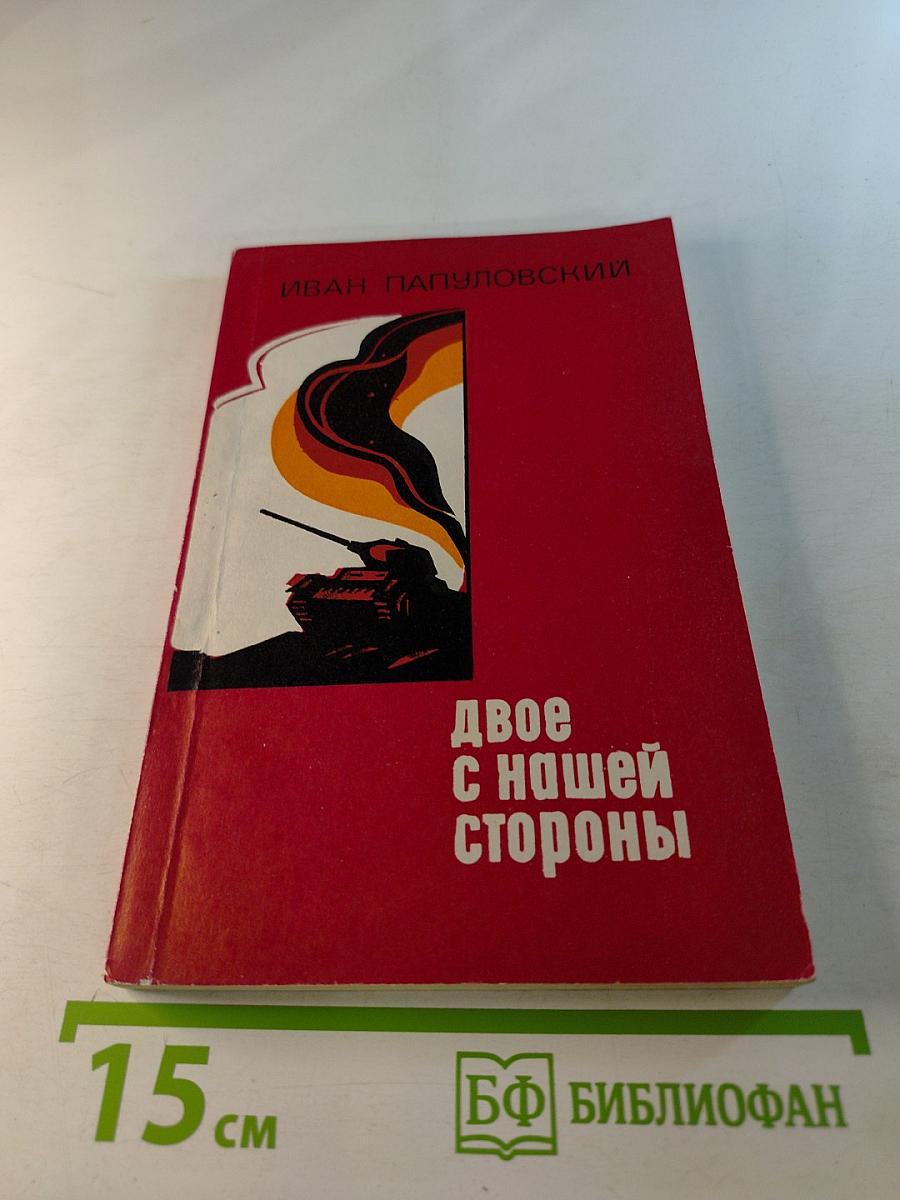 ИВАН ПАПУЛОВСКИЙ
двое
с нашей
стороны
15 см
БФ БИБЛИОФАН